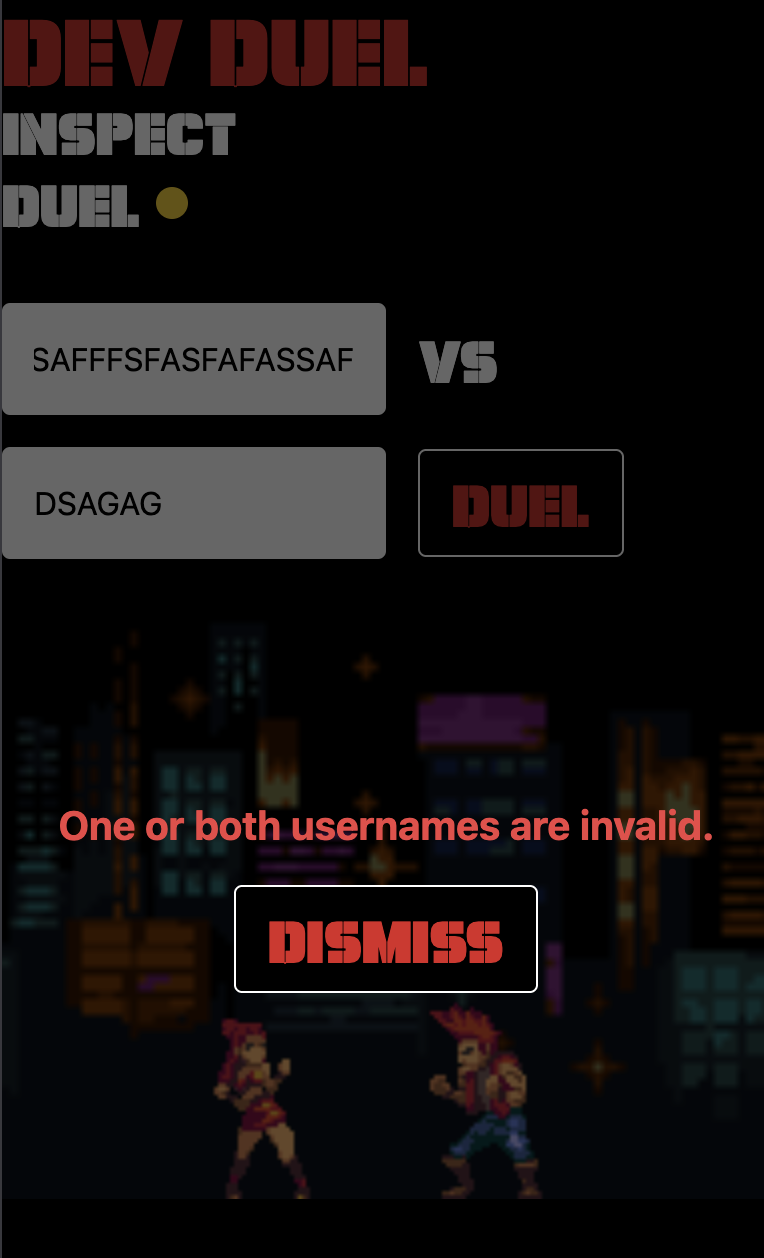 DEV DUEL
INSPECT
DUEL
SAFFFSFASFAFASSAF
VS
DSAGAG
DUEL
One or both usernames are invalid.
DISMISS